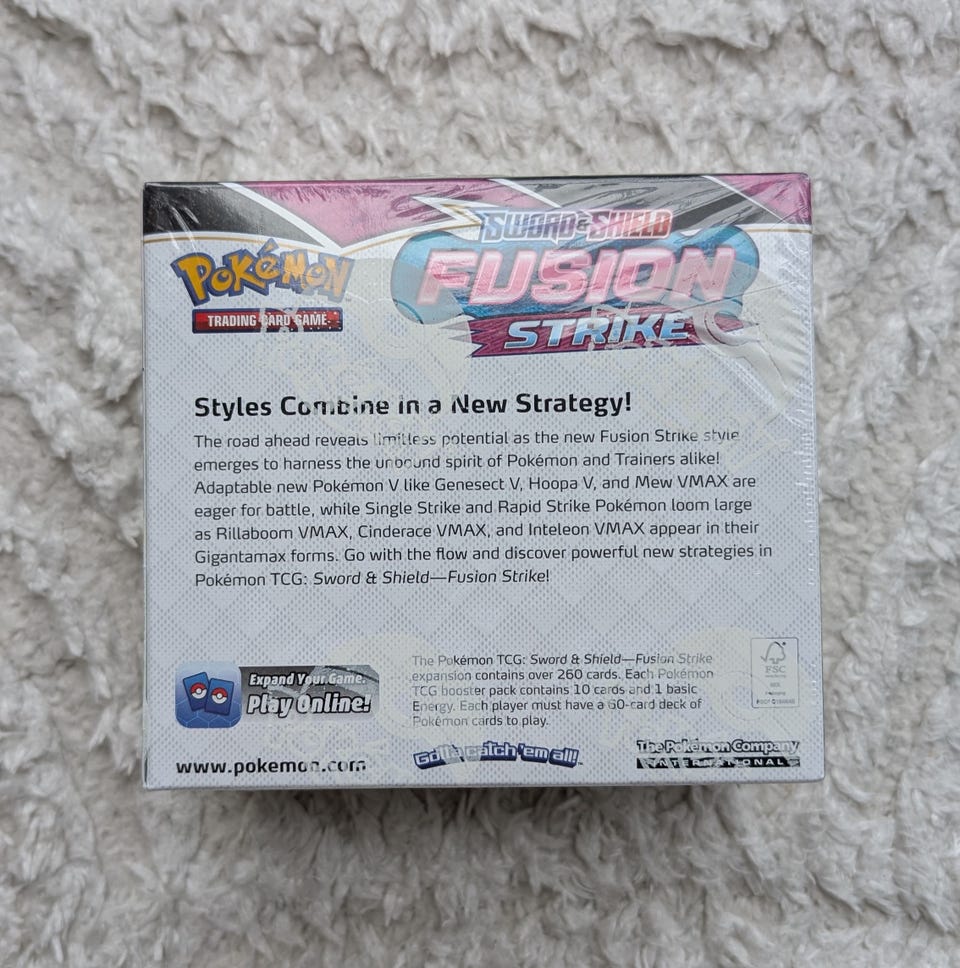 SWORD & SHIELD
POKéMON
FUSION
TRADING CARD GAME
STRIKE
Styles Combine in a New Strategy!
The road ahead reveals limitless potential as the new Fusion Strike style
emerges to harness the unbound spirit of Pokémon and Trainers alike!
Adaptable new Pokémon V like Genesect V, Hoopa V, and Mew VMAX are
eager for battle, while Single Strike and Rapid Strike Pokémon loom large
as Rillaboom VMAX, Cinderace VMAX, and Inteleon VMAX appear in their
Gigantamax forms. Go with the flow and discover powerful new strategies in
Pokémon TCG: Sword & Shield—Fusion Strike!
Expand Your Game.
Play Online!
www.pokemon.com
The Pokémon TCG: Sword & Shield—Fusion Strike
expansion contains over 260 cards. Each Pokémon
TCG booster pack contains 10 cards and 1 basic
Energy. Each player must have a 60-card deck of
Pokémon cards to play.
Gotta catch 'em all!
FSC
MIX
The Pokémon Company
INTERNATIONAL